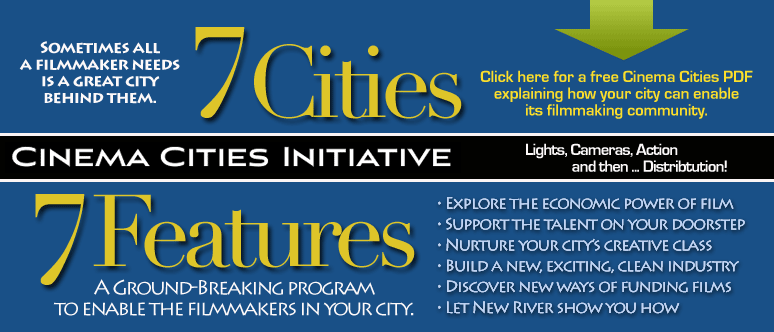 Sometimes all
a filmmaker needs
is a great city
behind them.
7 Cities
Click here for a free Cinema Cities PDF
explaining how your city can enable
its filmmaking community.
Cinema Cities Initiative
Lights, Cameras, Action
and then ... Distribtution!
7 Features
A Ground-Breaking program
to enable the filmmakers in your city.
· Explore the economic power of film
· Support the talent on your doorstep
· Nurture your city's creative class
· Build a new, exciting, clean industry
· Discover new ways of funding films
· Let New River show you how